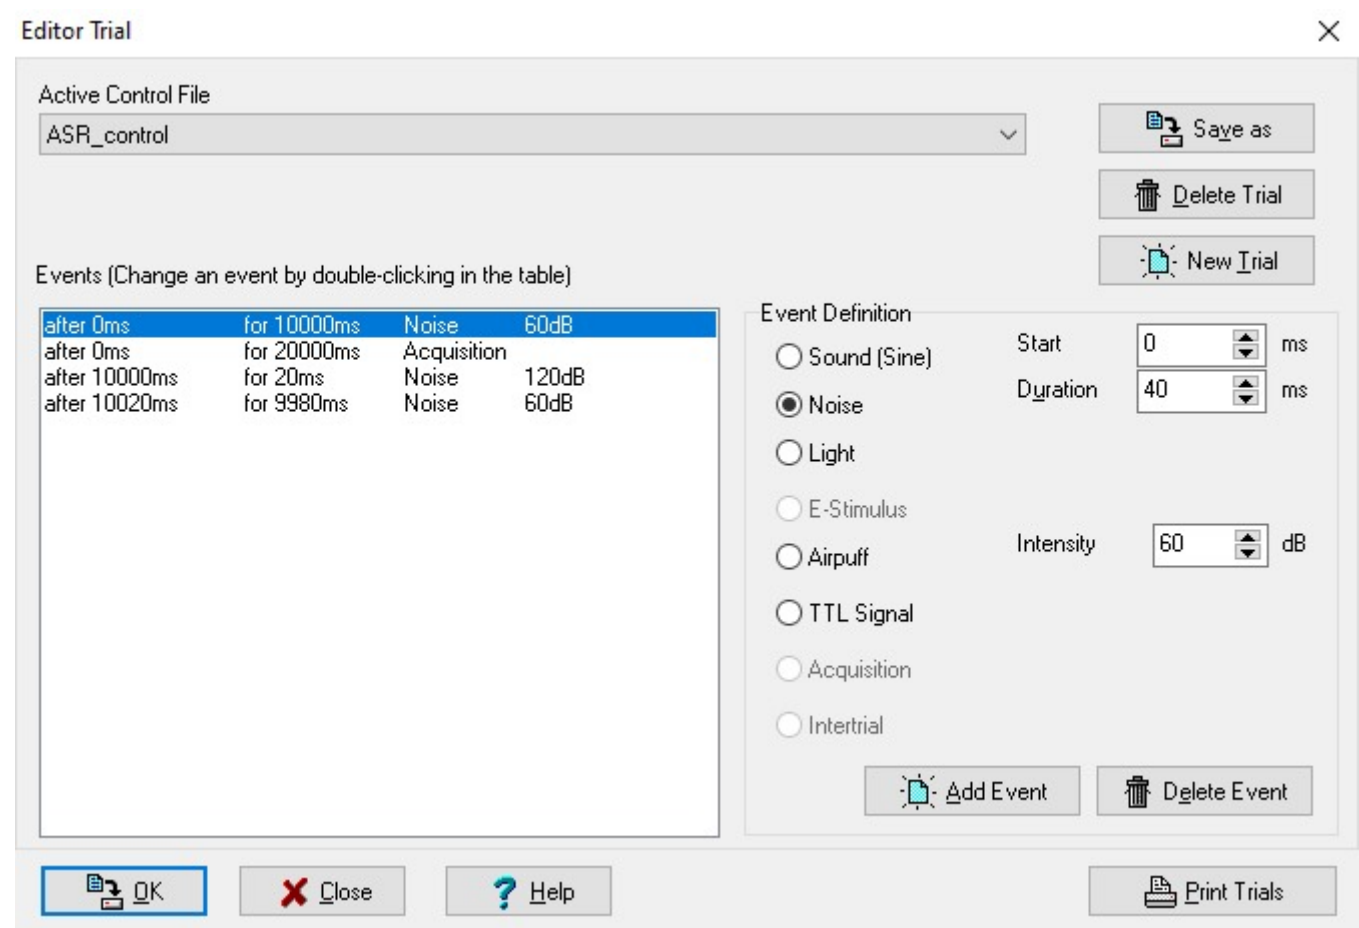 Editor Trial
Active Control File
ASR_control
Save as
Delete Trial
New Trial
Events (Change an event by double-clicking in the table)
after 0ms for 10000ms Noise 60dB
after 0ms for 20000ms Acquisition
after 10000ms for 20ms Noise 120dB
after 10020ms for 9980ms Noise 60dB
Event Definition
Sound (Sine)
Start 0 ms
Noise
Duration 40 ms
Light
E-Stimulus
Intensity 60 dB
Airpuff
TTL Signal
Acquisition
Intertrial
Add Event
Delete Event
OK
Close
? Help
Print Trials